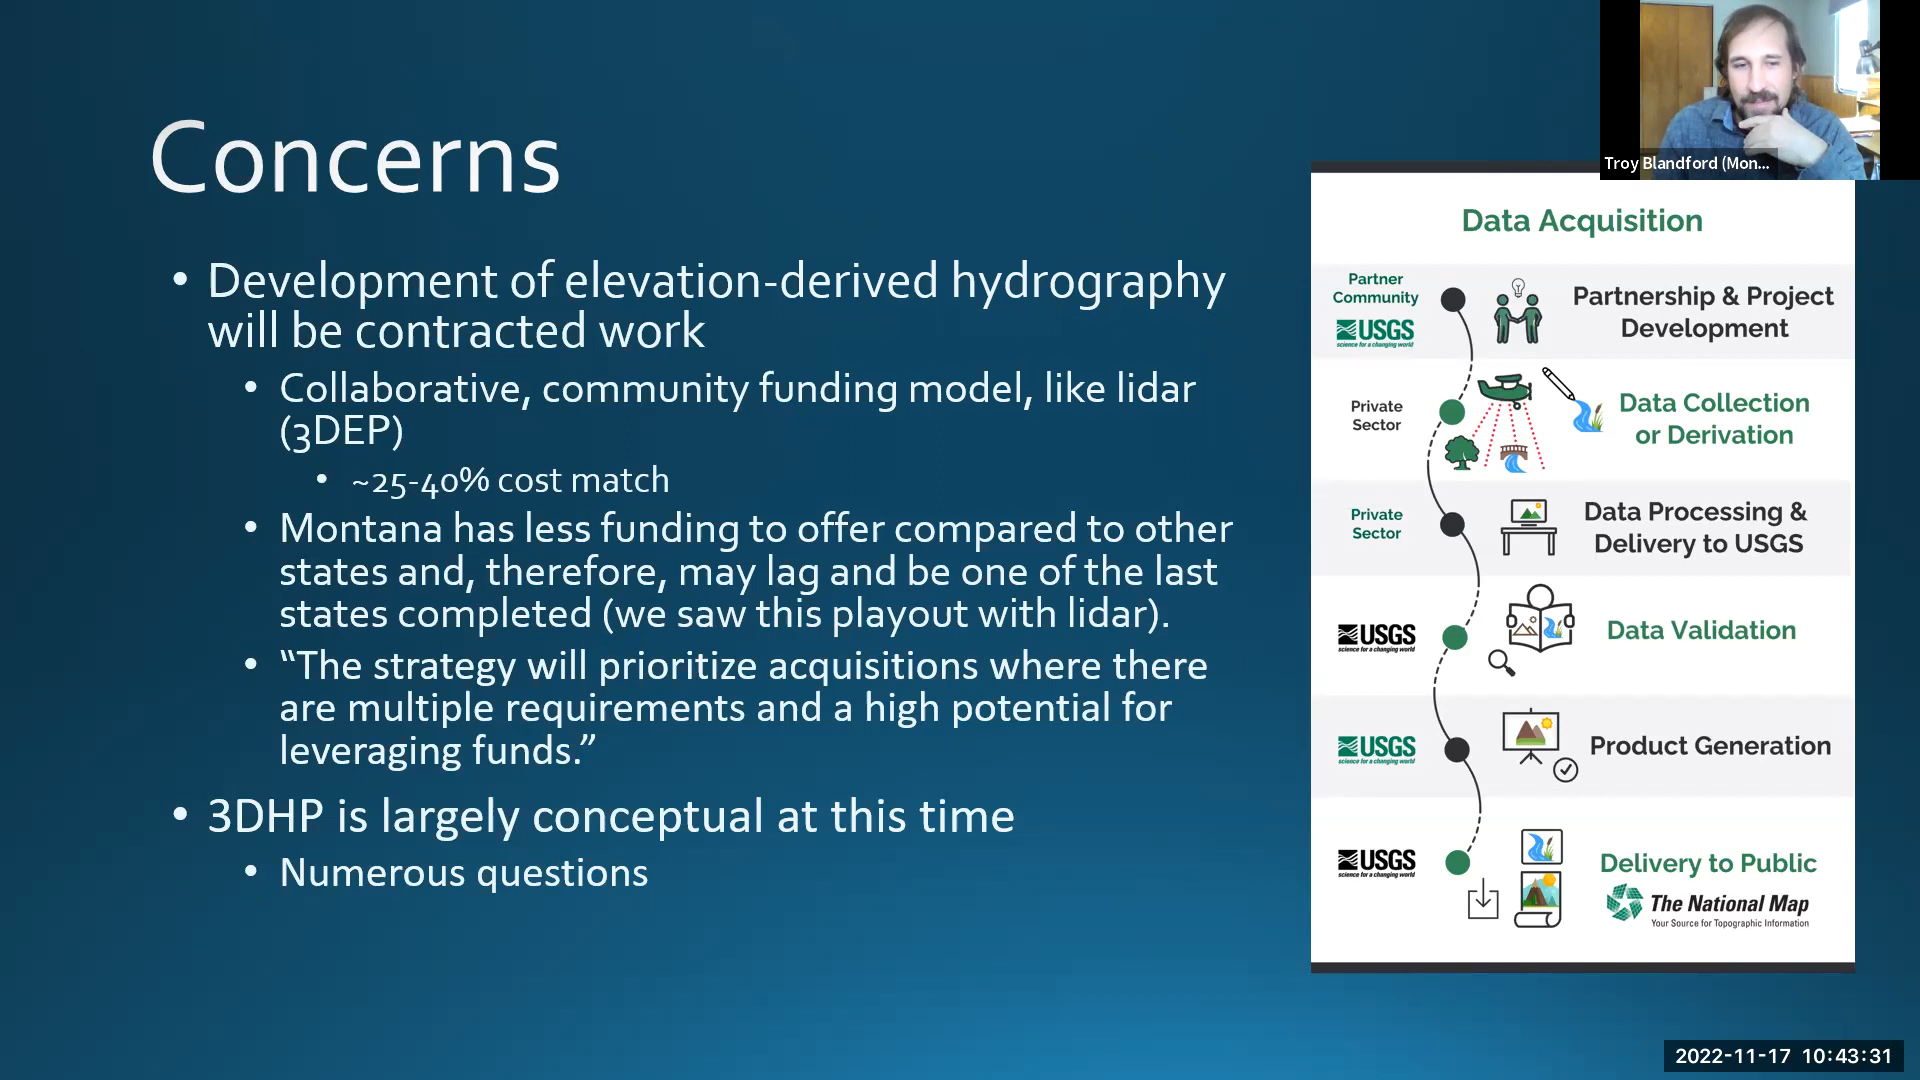 Concerns
• Development of elevation-derived hydrography
will be contracted work
• Collaborative, community funding model, like lidar
(3DEP)
• ~25-40% cost match
• Montana has less funding to offer compared to other
states and, therefore, may lag and be one of the last
states completed (we saw this playout with lidar).
• “The strategy will prioritize acquisitions where there
are multiple requirements and a high potential for
leveraging funds.”
• 3DHP is largely conceptual at this time
• Numerous questions
Troy Blandford (Mon...
Data Acquisition
Partner
Community
USGS
science for a changing world
Partnership & Project
Development
Private
Sector
Data Collection
or Derivation
Private
Sector
Data Processing &
Delivery to USGS
USGS
science for a changing world
Data Validation
USGS
science for a changing world
Product Generation
USGS
science for a changing world
Delivery to Public
The National Map
Your Source for Topographic Information
2022-11-17 10:43:31